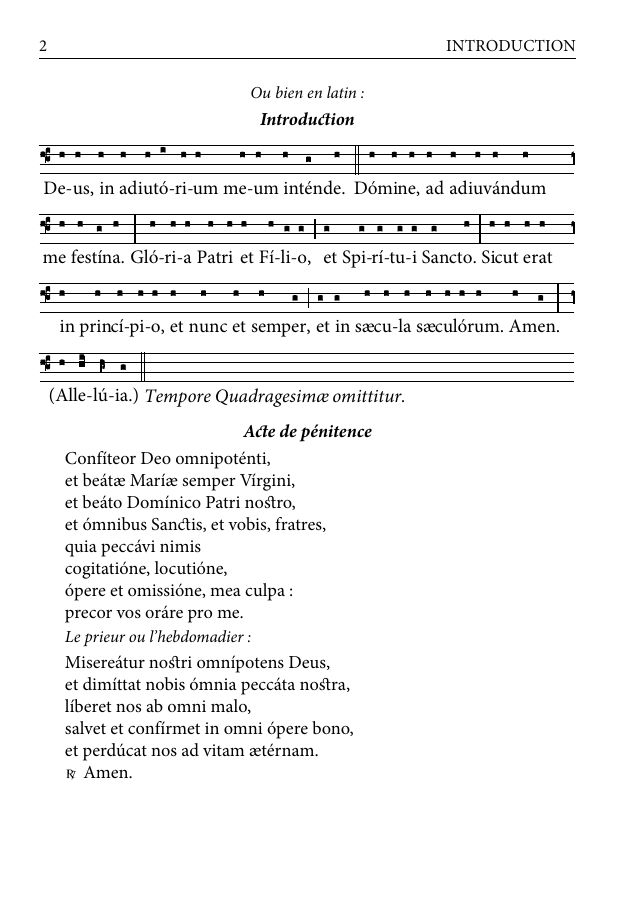 2 INTRODUCTION
Ou bien en latin :
Introduction
De-us, in adiutó-ri-um me-um inténde. Dómine, ad adiuvándum
me festína. Gló-ri-a Patri et Fí-li-o, et Spi-rí-tu-i Sancto. Sicut erat
in princí-pi-o, et nunc et semper, et in sæcu-la sæculórum. Amen.
(Alle-lú-ia.) Tempore Quadragesimæ omittitur.
Acte de pénitence
Confíteor Deo omnipoténti,
et beátæ Maríæ semper Vírgini,
et beáto Domínico Patri nostro,
et ómnibus Sanctis, et vobis, fratres,
quia peccávi nimis
cogitatióne, locutióne,
ópere et omissióne, mea culpa :
precor vos oráre pro me.
Le prieur ou l’hebdomadier :
Misereátur nostri omnípotens Deus,
et dimíttat nobis ómnia peccáta nostra,
líberet nos ab omni malo,
salvet et confírmet in omni ópere bono,
et perdúcat nos ad vitam ætérnam.
℟ Amen.